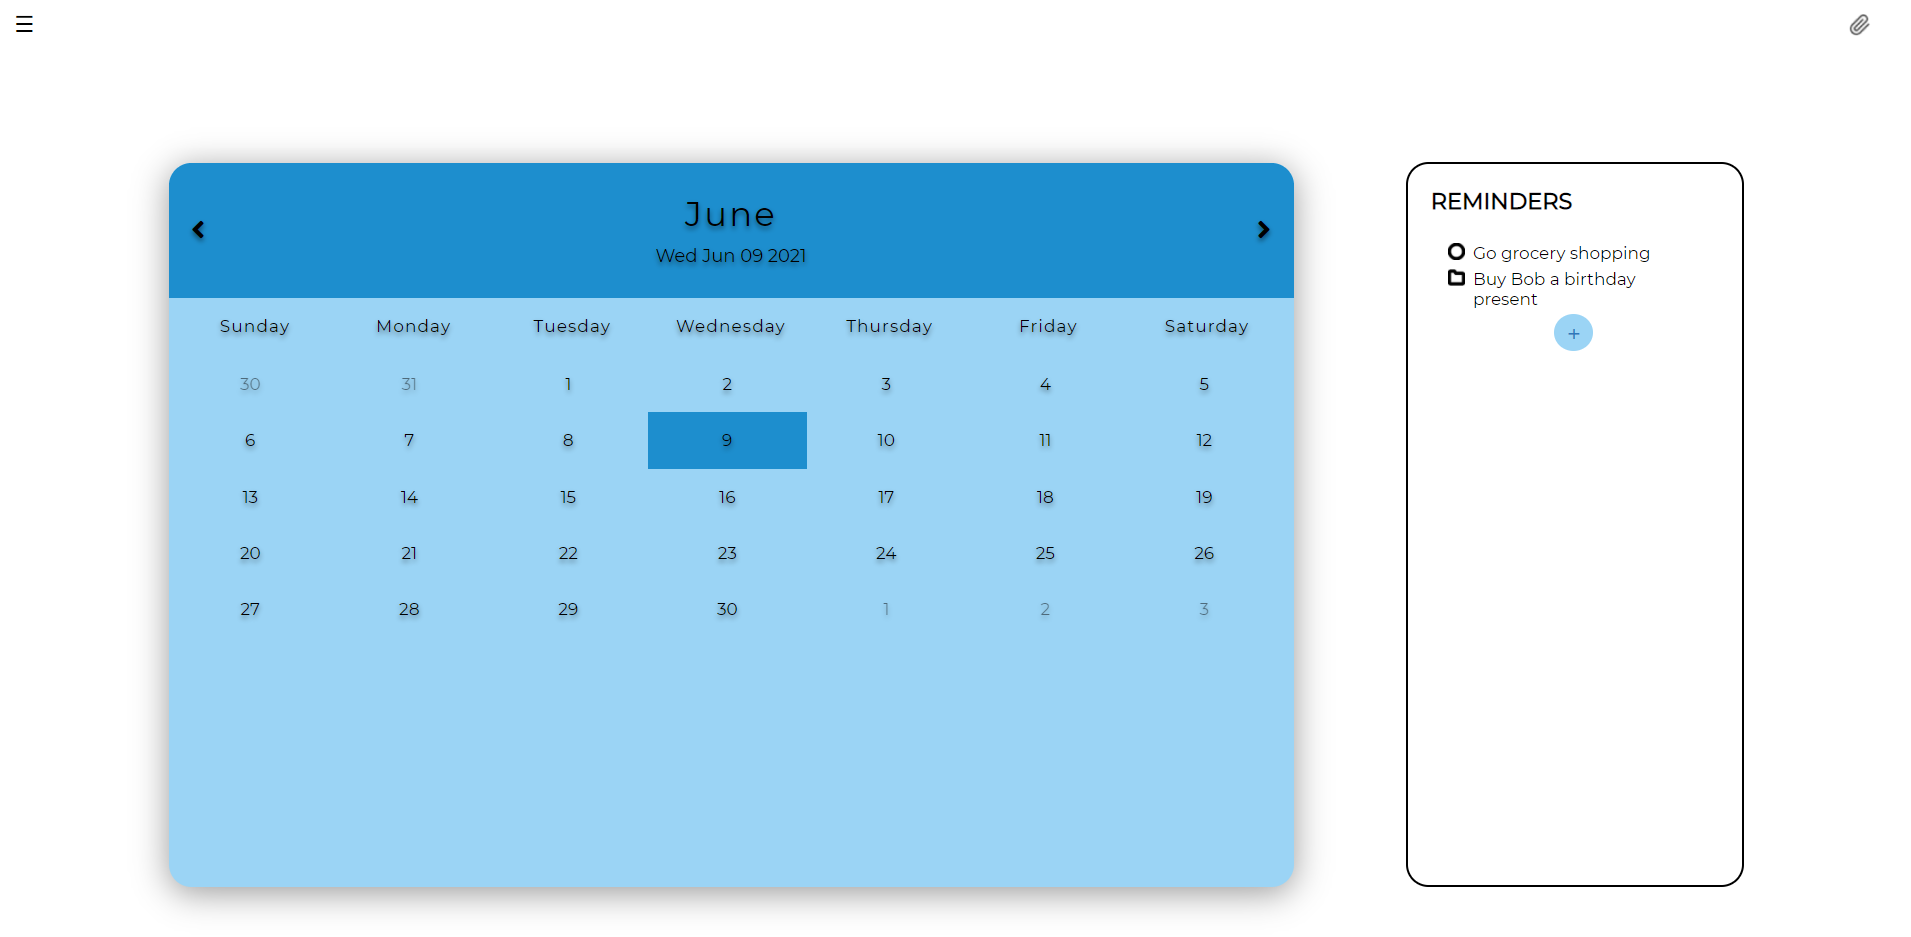 June
Wed Jun 09 2021
Sunday Monday Tuesday Wednesday Thursday Friday Saturday
30 31 1 2 3 4 5
6 7 8 9 10 11 12
13 14 15 16 17 18 19
20 21 22 23 24 25 26
27 28 29 30 1 2 3
REMINDERS
Go grocery shopping
Buy Bob a birthday
present
+